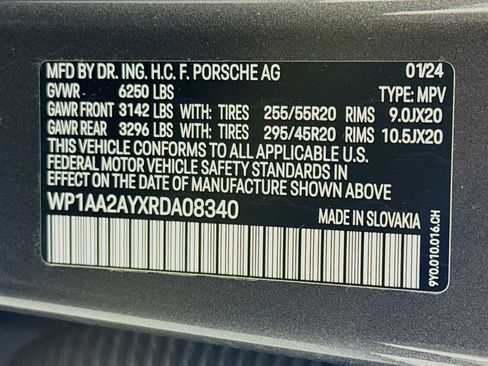 MFD BY DR. ING. H.C. F. PORSCHE AG 01/24
GVWR 6250 LBS TYPE: MPV
GAWR FRONT 3142 LBS WITH: TIRES 255/55R20 RIMS 9.0JX20
GAWR REAR 3296 LBS WITH: TIRES 295/45R20 RIMS 10.5JX20
THIS VEHICLE CONFORMS TO ALL APPLICABLE
FEDERAL MOTOR VEHICLE SAFETY STANDARDS IN
EFFECT ON THE DATE OF MANUFACTURE SHOWN ABOVE
WP1AA2AYXRDA08340 MADE IN SLOVAKIA
9Y0.010.016.CH